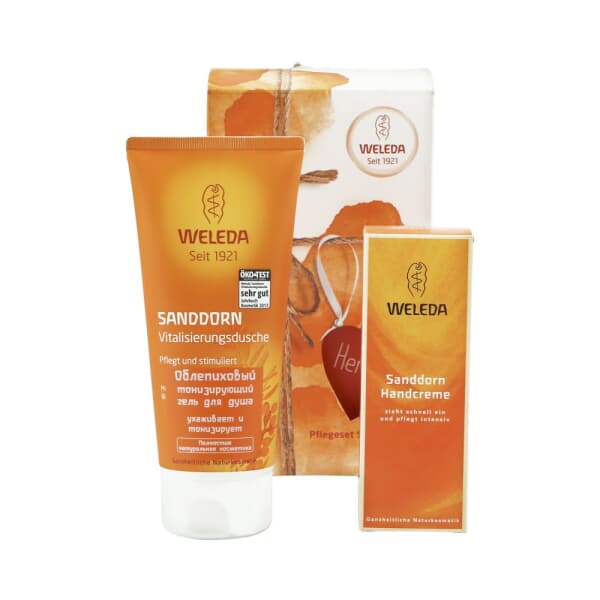 WELEDA
Seit 1921
ÖKO-TEST
sehr gut
SANDDORN
Vitalisierungsdusche
Pflegt und stimuliert
Облепиховый
тонизирующий
гель для душа
ухаживает и
тонизирует
Полностью
натуральная косметика
Ganzheitliche Naturkosmetik
WELEDA
Seit 1921
Pflegeset
WELEDA
Sanddorn
Handcreme
zieht schnell ein
und pflegt intensiv
Ganzheitliche Naturkosmetik